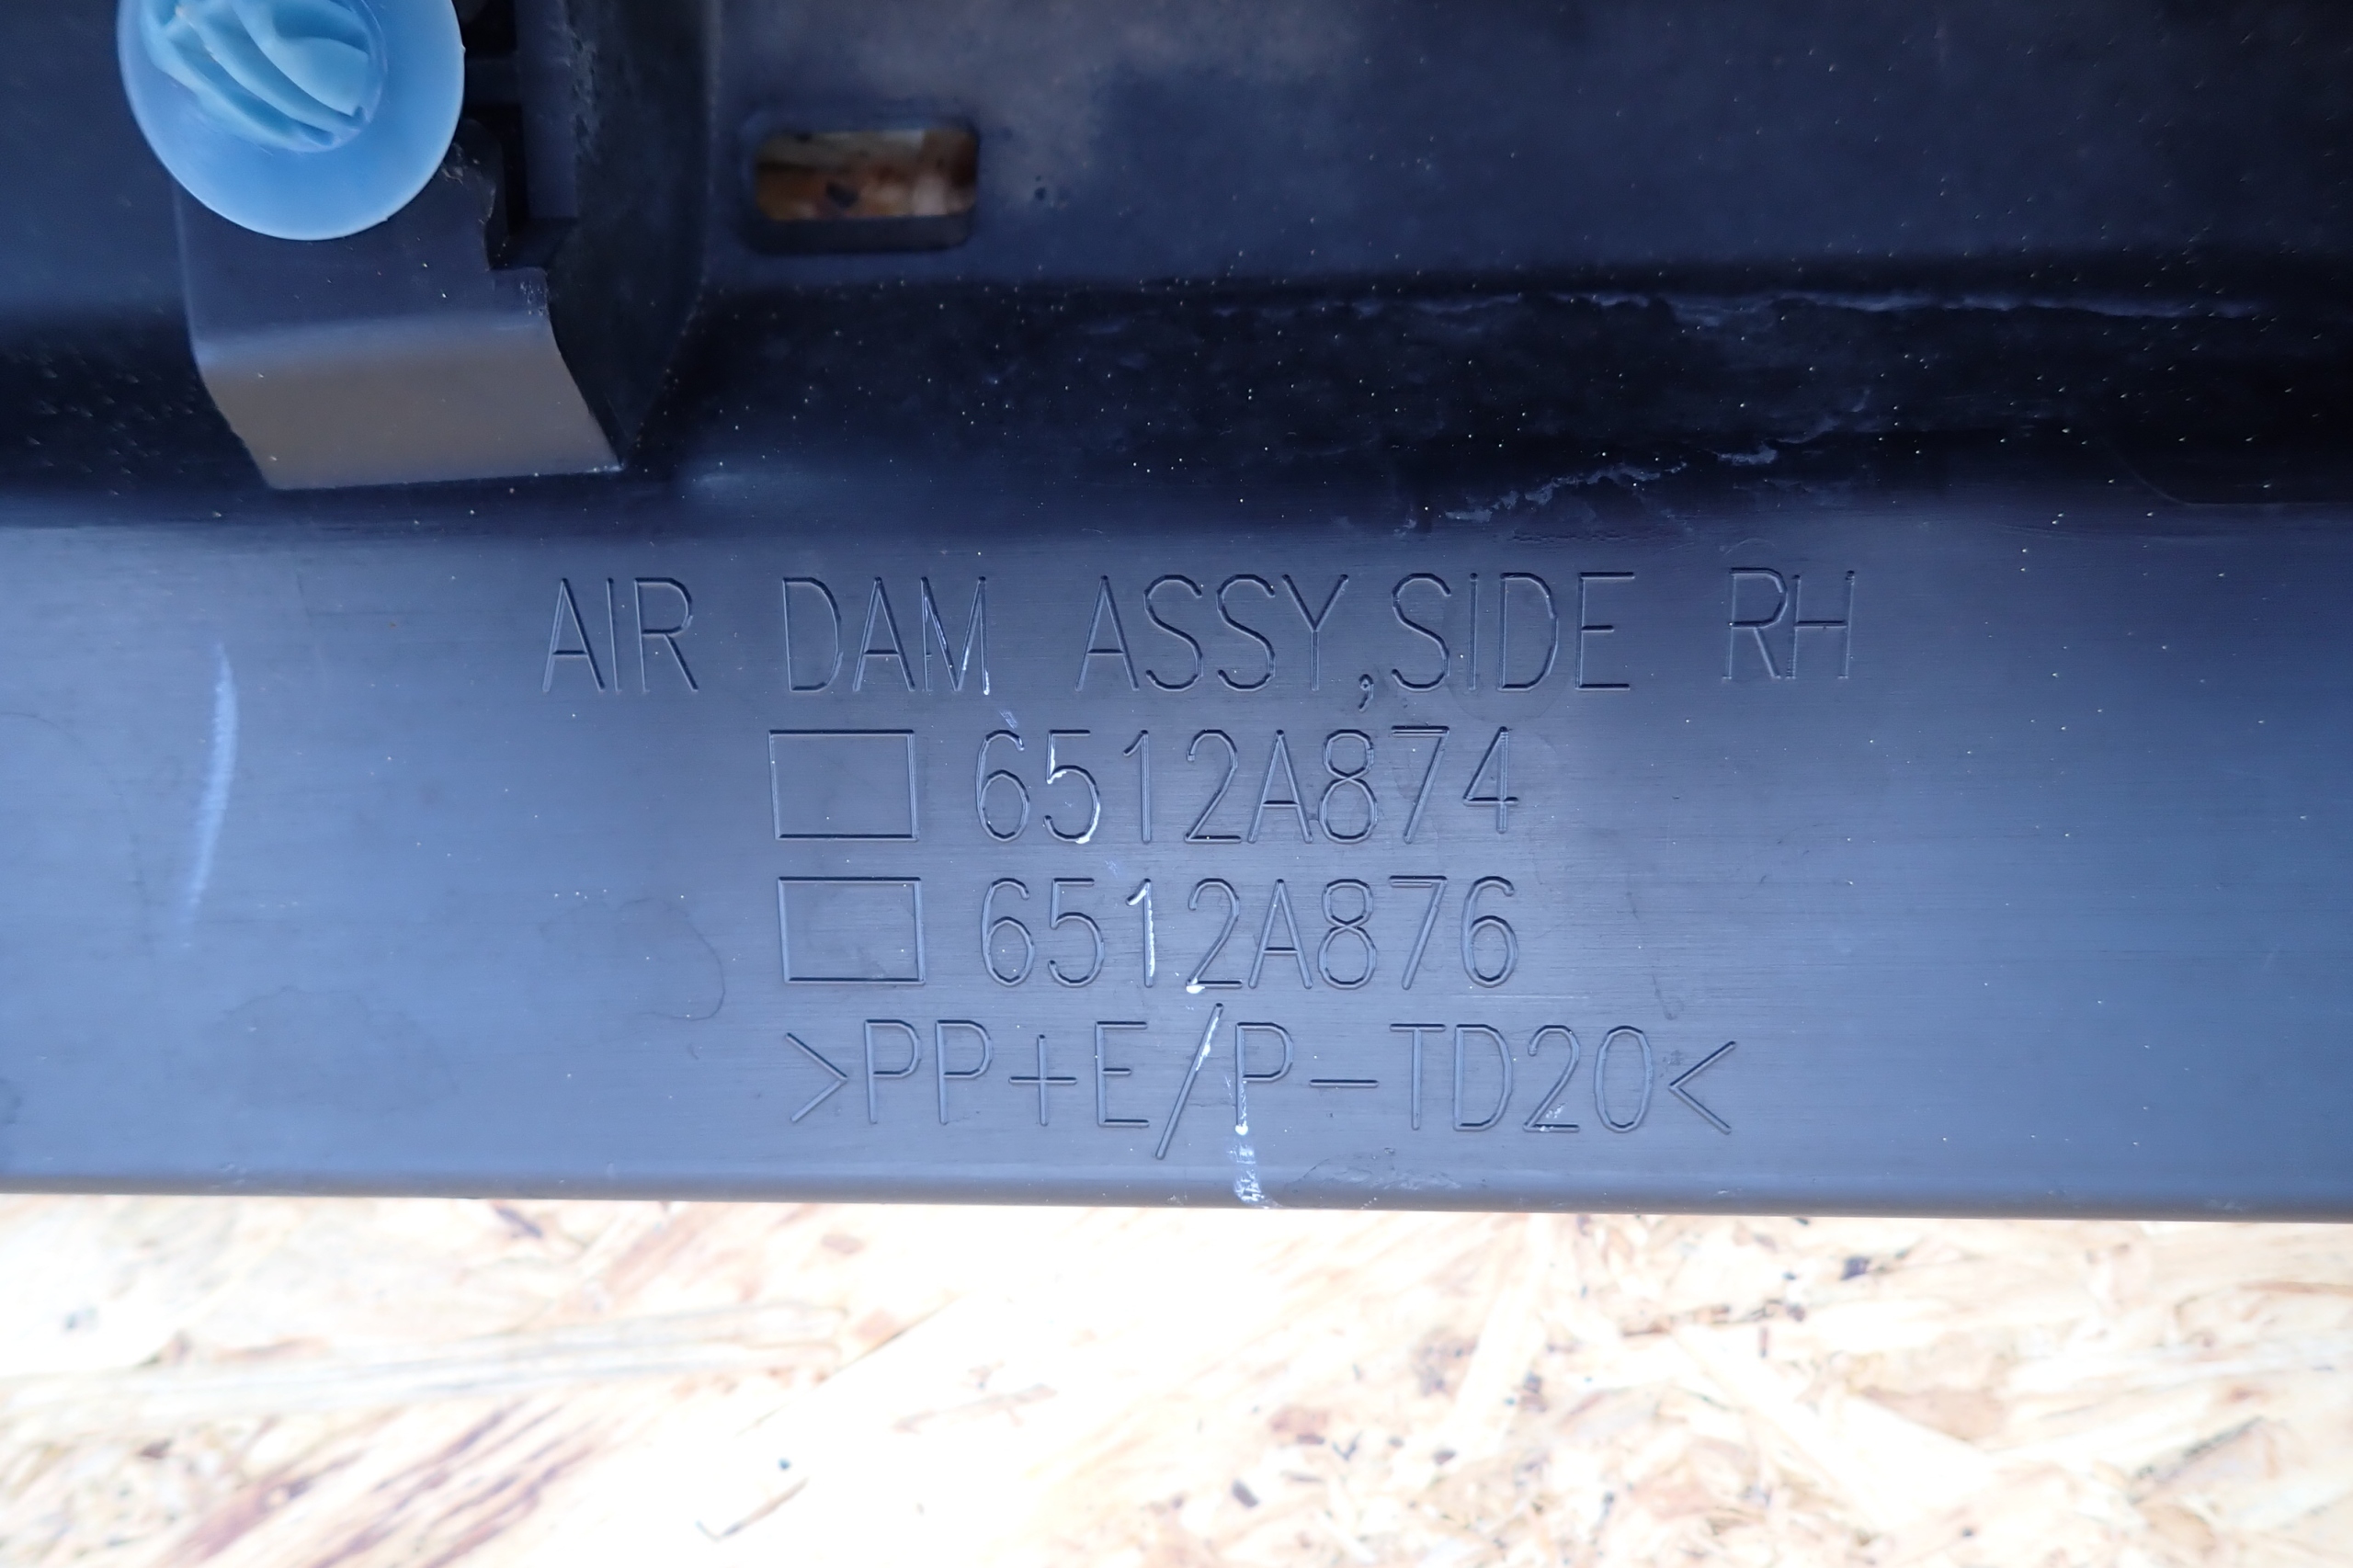 AIR DAM ASSY,SIDE RH
6512A874
6512A876
>PP+E/P-TD20<